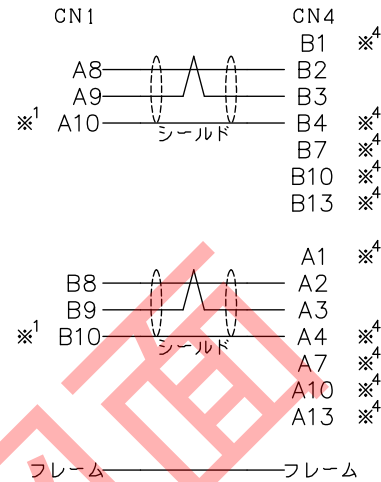 CN1 CN4
B1 ※4
A8 B2
A9 B3
※1 A10 シールド B4 ※4
B7 ※4
B10 ※4
B13 ※4
A1 ※4
B8 A2
B9 A3
※1 B10 シールド A4 ※4
A7 ※4
A10 ※4
A13 ※4
フレーム フレーム